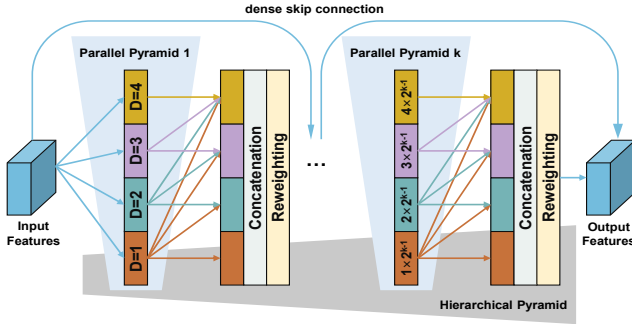 dense skip connection
Parallel Pyramid 1
Parallel Pyramid k
D=4
D=3
D=2
D=1
Concatenation
Reweighting
...
4×2^{k-1}
3×2^{k-1}
2×2^{k-1}
1×2^{k-1}
Concatenation
Reweighting
Input
Features
Output
Features
Hierarchical Pyramid